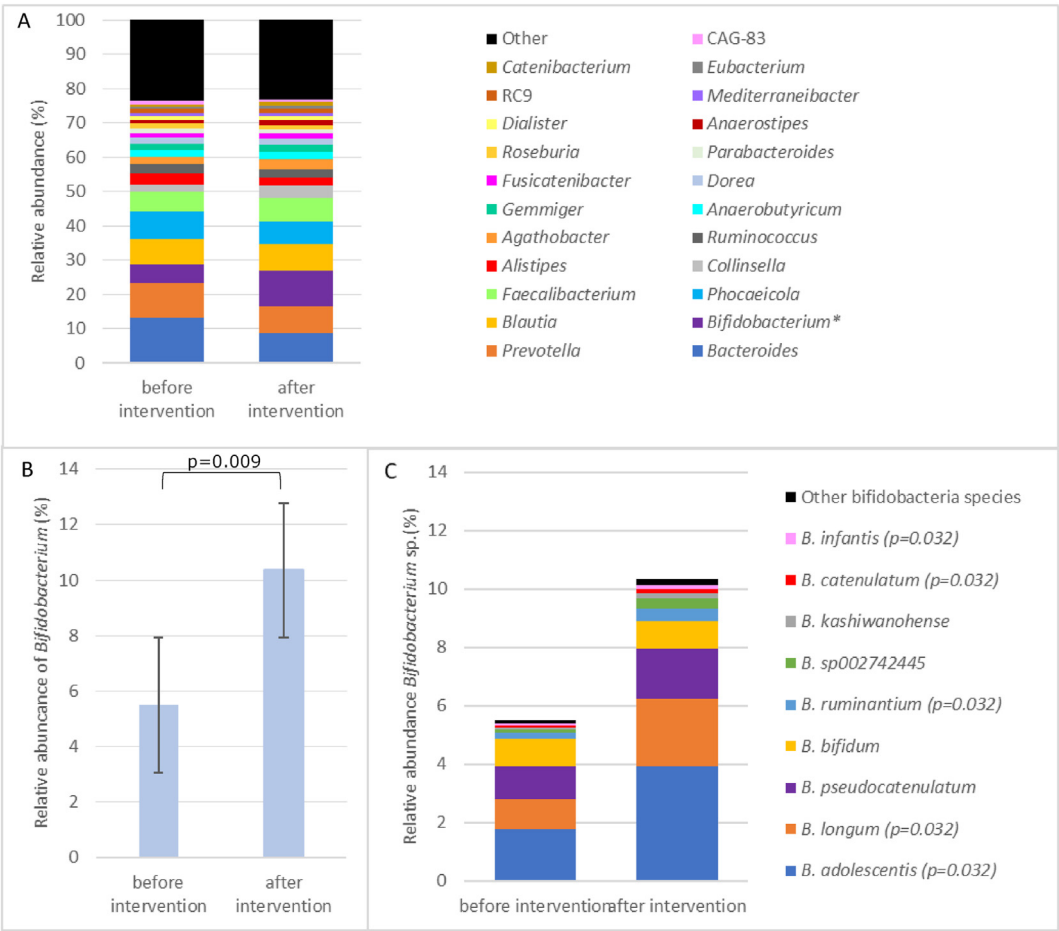 A
100
90
80
70
60
50
40
30
20
10
0
Relative abundance (%)
before
intervention
after
intervention
Other
CAG-83
Catenibacterium
Eubacterium
RC9
Mediterraneibacter
Dialister
Anaerostipes
Roseburia
Parabacteroides
Fusicatenibacter
Dorea
Gemmiger
Anaerobutyricum
Agathobacter
Ruminococcus
Alistipes
Collinsella
Faecalibacterium
Phocaeicola
Blautia
Bifidobacterium*
Prevotella
Bacteroides
B
p=0.009
14
12
10
8
6
4
2
0
Relative abuncance of Bifidobacterium (%)
before
intervention
after
intervention
C
14
12
10
8
6
4
2
0
Relative abundance Bifidobacterium sp.(%)
before intervention
after intervention
Other bifidobacteria species
B. infantis (p=0.032)
B. catenulatum (p=0.032)
B. kashiwanohense
B. sp002742445
B. ruminantium (p=0.032)
B. bifidum
B. pseudocatenulatum
B. longum (p=0.032)
B. adolescentis (p=0.032)